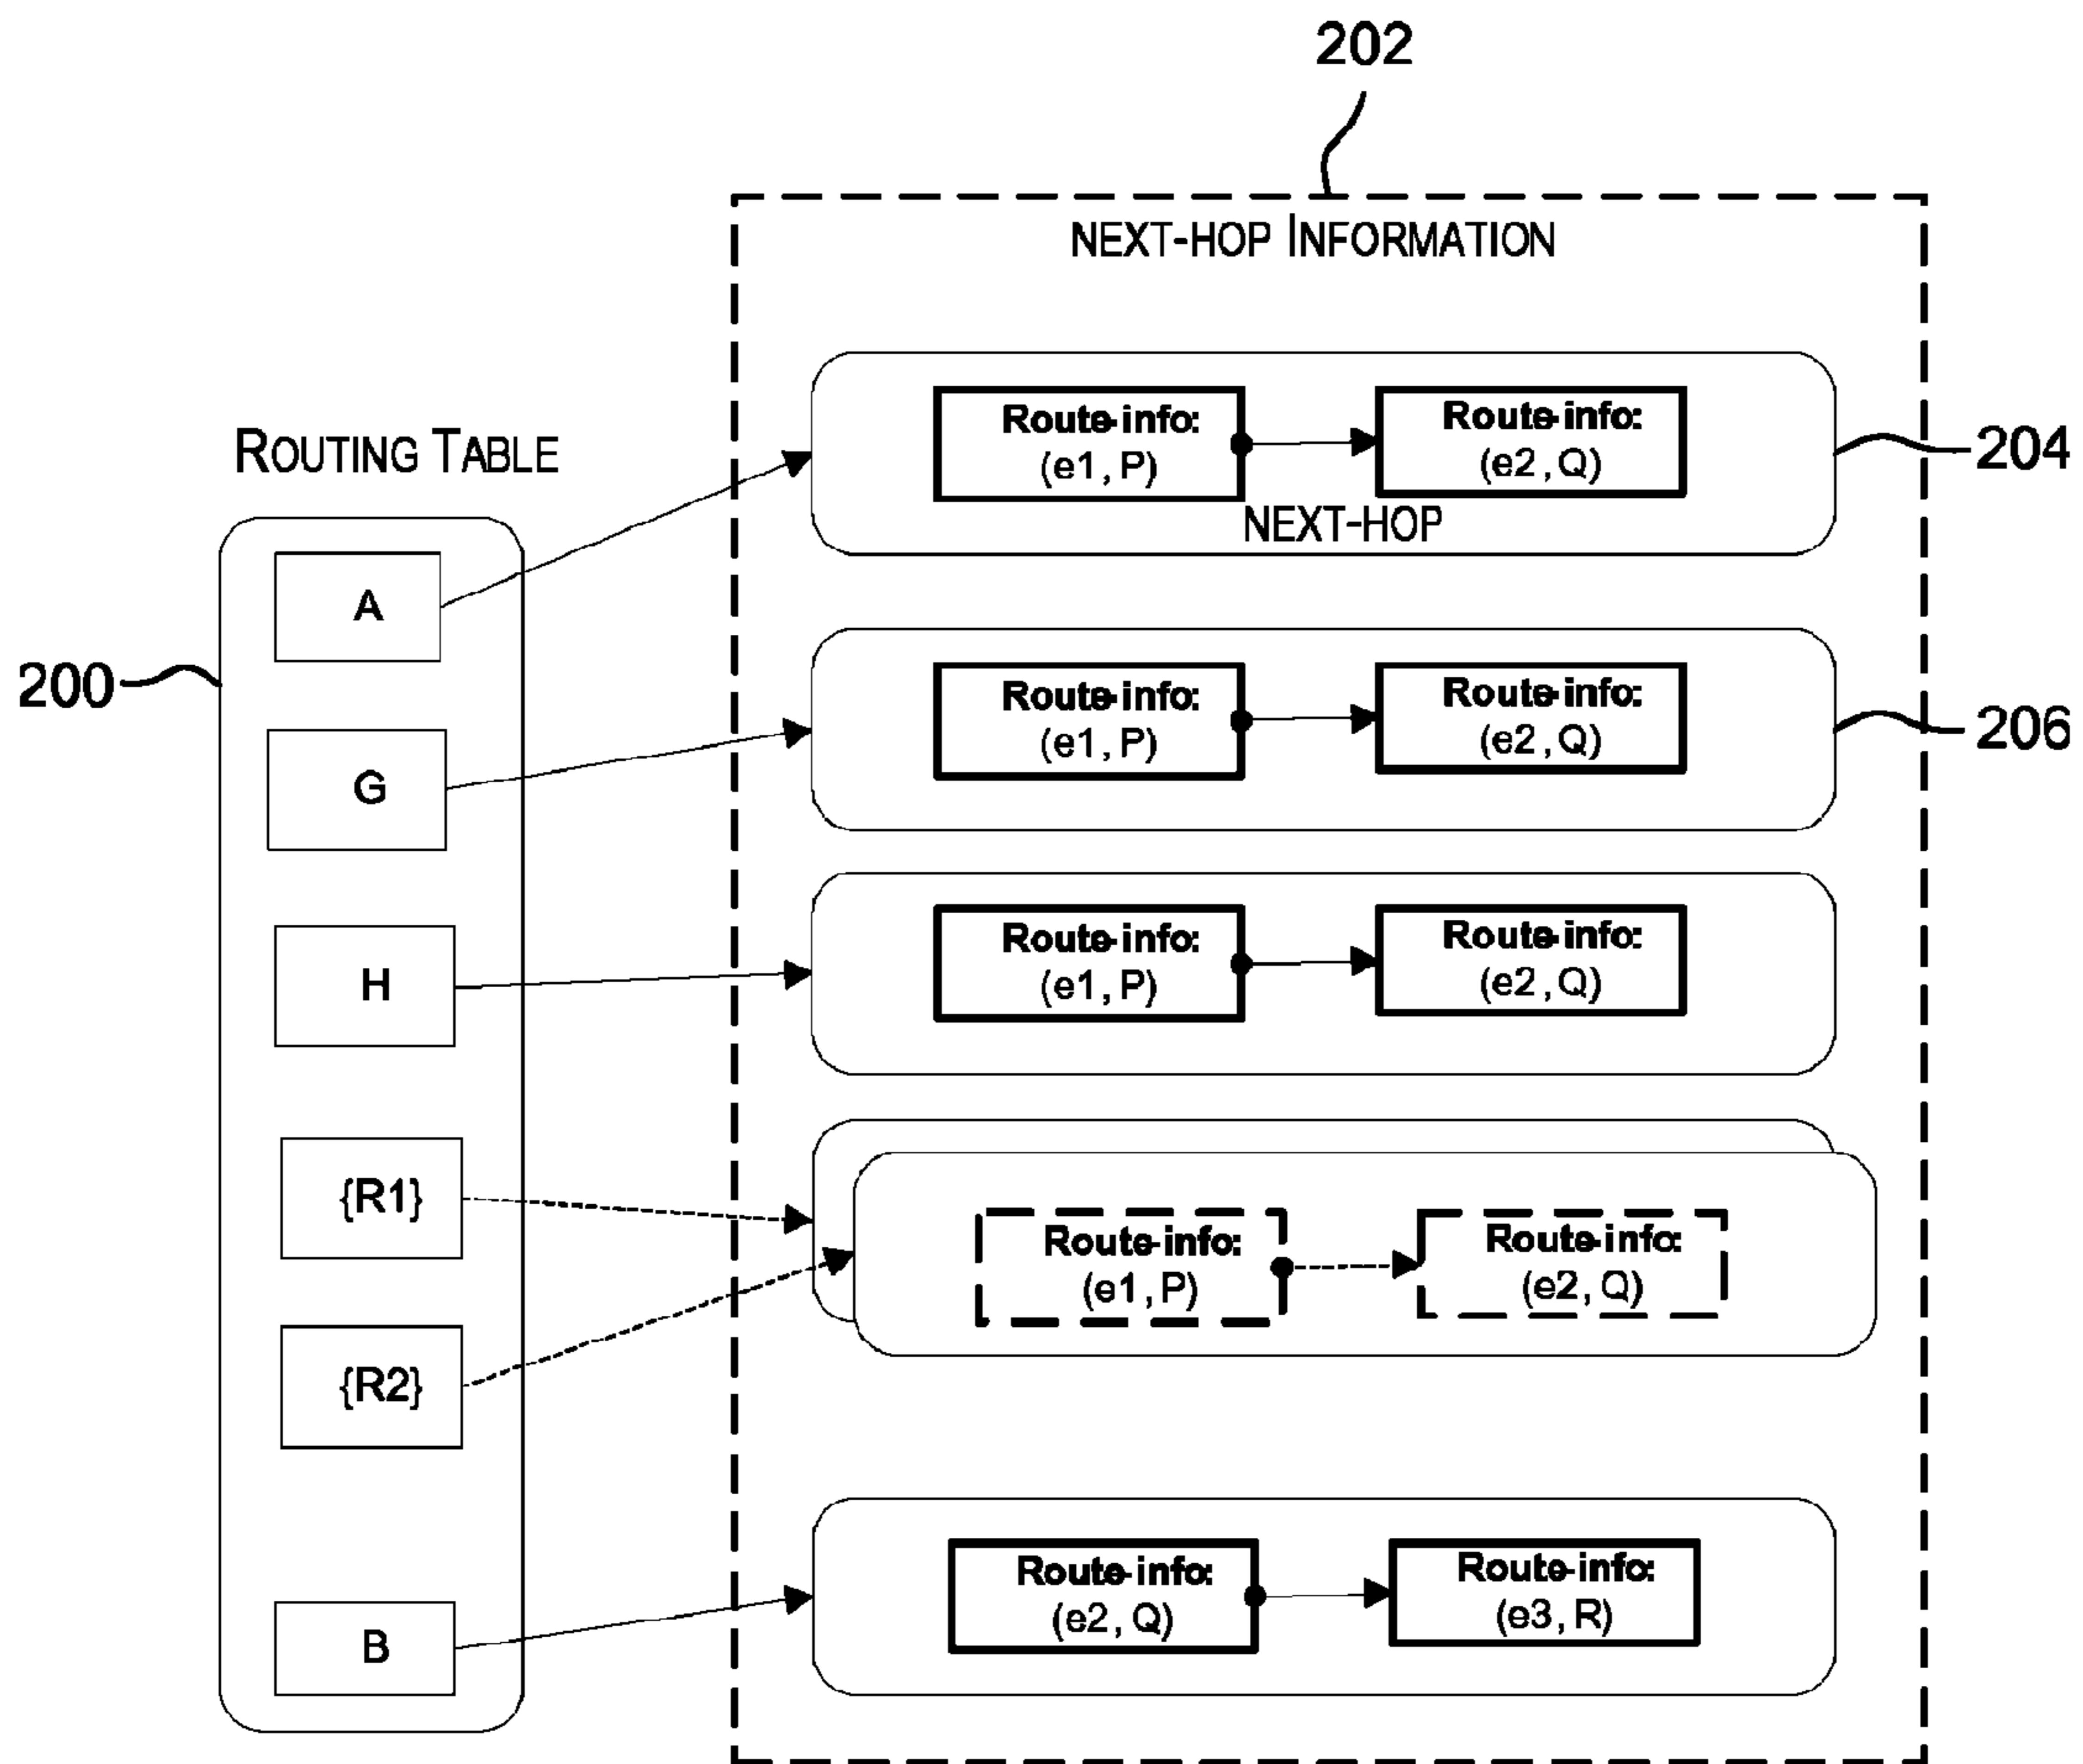 202
NEXT-HOP INFORMATION
ROUTING TABLE
Route-info:
(e1, P)
Route-info:
(e2, Q)
NEXT-HOP
204
A
200
Route-info:
(e1, P)
Route-info:
(e2, Q)
206
G
Route-info:
(e1, P)
Route-info:
(e2, Q)
H
{R1}
Route-info:
(e1, P)
Route-info:
(e2, Q)
{R2}
Route-info:
(e2, Q)
Route-info:
(e3, R)
B